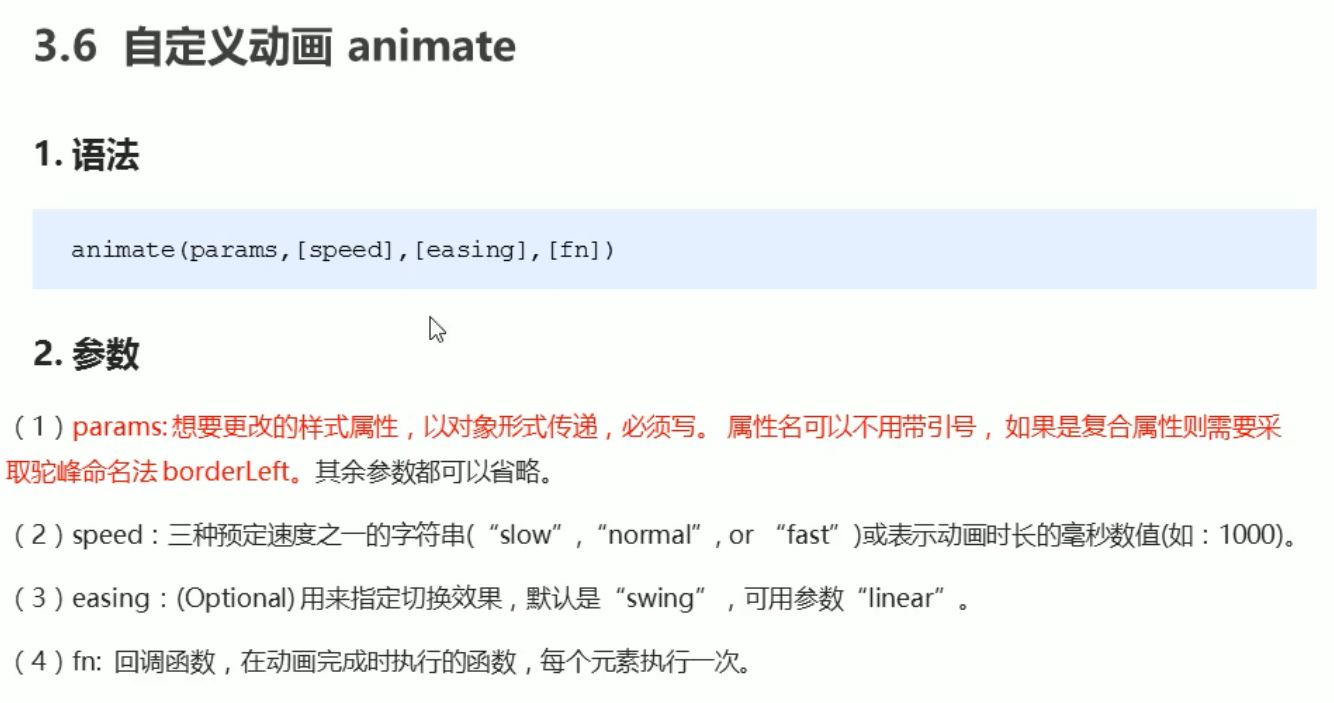 3.6 自定义动画 animate
1. 语法
animate(params,[speed],[easing],[fn])
2. 参数
（1）params: 想要更改的样式属性，以对象形式传递，必须写。 属性名可以不用带引号， 如果是复合属性则需要采
取驼峰命名法 borderLeft。其余参数都可以省略。
（2）speed：三种预定速度之一的字符串(“slow”,“normal”, or “fast”)或表示动画时长的毫秒数值(如：1000)。
（3）easing：(Optional) 用来指定切换效果，默认是“swing”，可用参数“linear”。
（4）fn: 回调函数，在动画完成时执行的函数，每个元素执行一次。